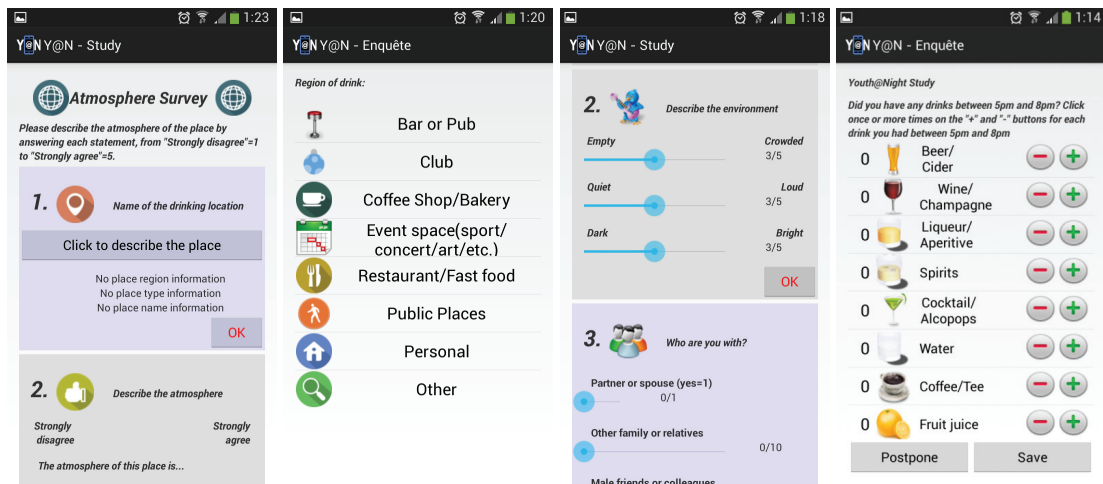 1:23
Y@N Y@N - Study
Atmosphere Survey
Please describe the atmosphere of the place by
answering each statement, from "Strongly disagree"=1
to "Strongly agree"=5.
1. Name of the drinking location
Click to describe the place
No place region information
No place type information
No place name information
OK
2. Describe the atmosphere
Strongly disagree
Strongly agree
The atmosphere of this place is...
1:20
Y@N Y@N - Enquête
Region of drink:
Bar or Pub
Club
Coffee Shop/Bakery
Event space(sport/
concert/art/etc.)
Restaurant/Fast food
Public Places
Personal
Other
1:18
Y@N Y@N - Study
2. Describe the environment
Empty Crowded
3/5
Quiet Loud
3/5
Dark Bright
3/5
OK
3. Who are you with?
Partner or spouse (yes=1)
0/1
Other family or relatives
0/10
Male friends or colleagues
1:14
Y@N Y@N - Enquête
Youth@Night Study
Did you have any drinks between 5pm and 8pm? Click
once or more times on the "+" and "-" buttons for each
drink you had between 5pm and 8pm
0 Beer/
Cider
0 Wine/
Champagne
0 Liqueur/
Aperitive
0 Spirits
0 Cocktail/
Alcopops
0 Water
0 Coffee/Tee
0 Fruit juice
Postpone Save